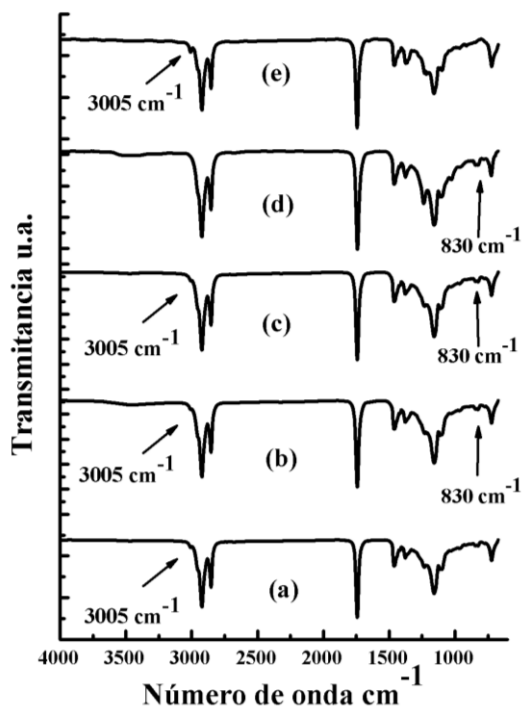 Transmitancia u.a.
(e)
3005 cm-1
(d)
830 cm-1
(c)
3005 cm-1
830 cm-1
(b)
3005 cm-1
830 cm-1
(a)
3005 cm-1
4000 3500 3000 2500 2000 1500 1000
Número de onda cm-1